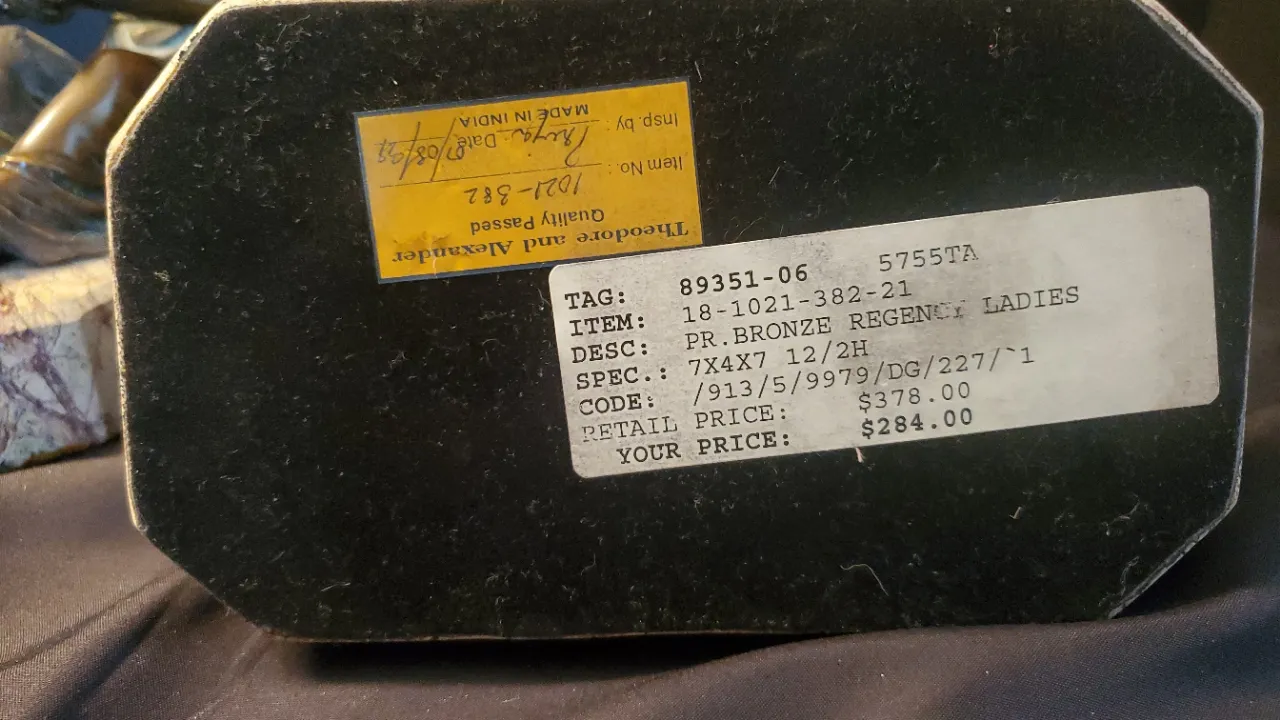 Theodore and Alexander
Quality Passed
Item No.: 1021-382
Insp. by: Priya Date:
MADE IN INDIA
TAG: 89351-06 5755TA
ITEM: 18-1021-382-21
DESC: PR.BRONZE REGENCY LADIES
SPEC.: 7X4X7 12/2H
CODE: /913/5/9979/DG/227/`1
RETAIL PRICE: $378.00
YOUR PRICE: $284.00